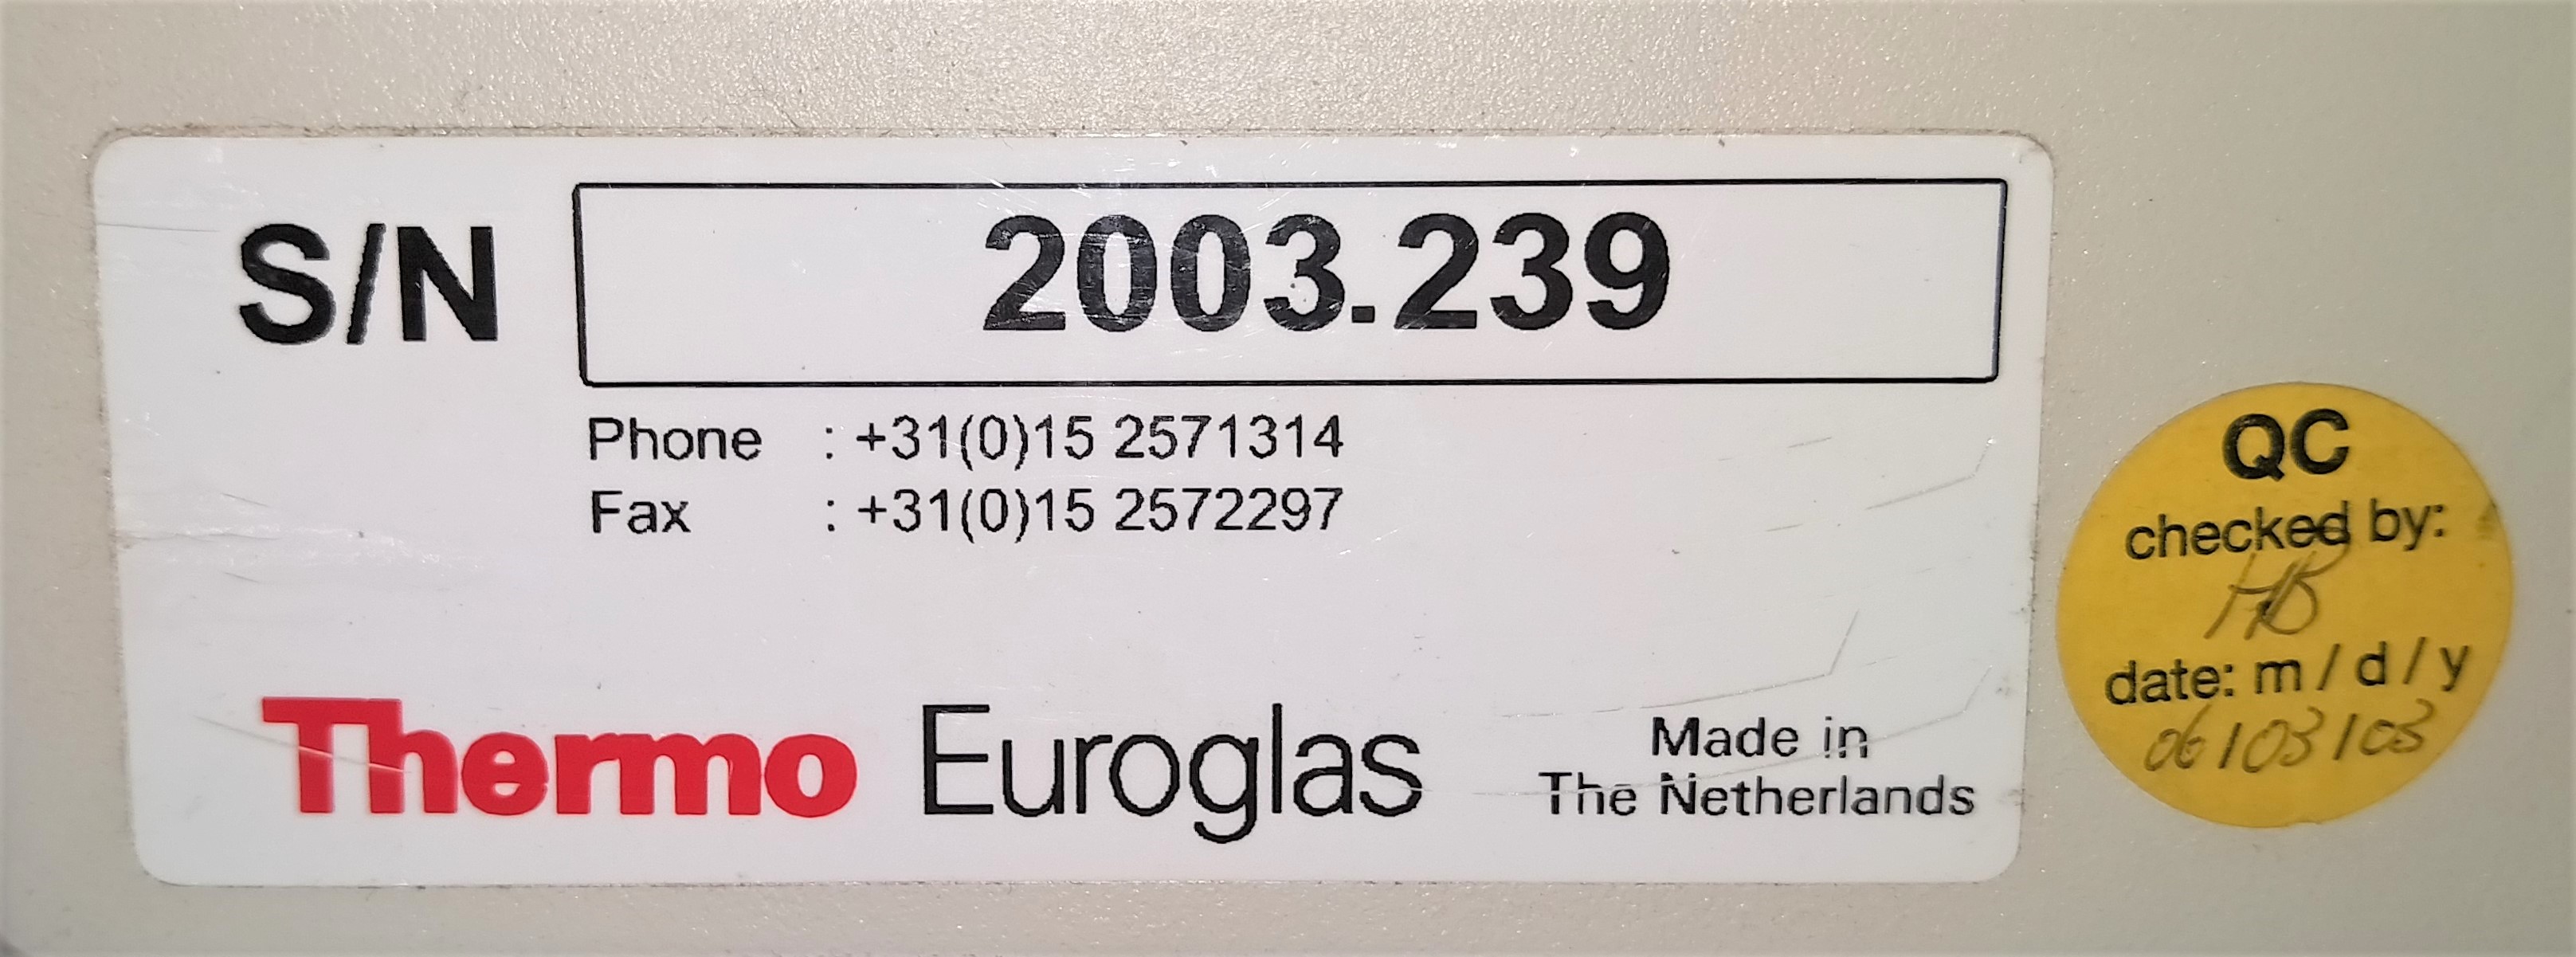 S/N 2003.239
Phone : +31(0)15 2571314
Fax : +31(0)15 2572297
Thermo Euroglas
Made in
The Netherlands
QC
checked by:
HB
date: m / d / y
06/03/03